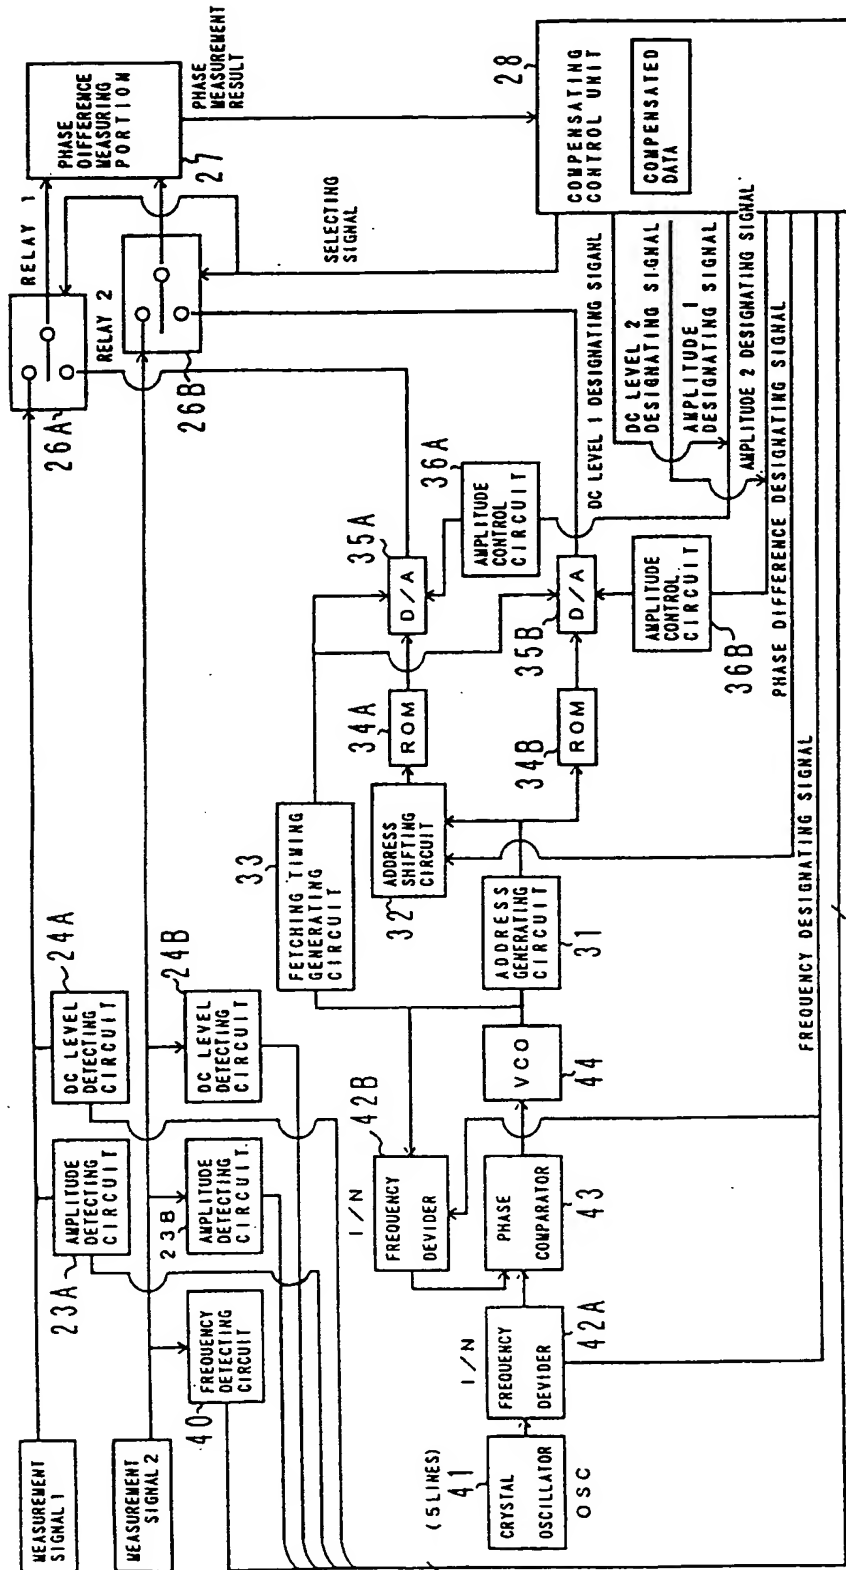 MEASUREMENT
SIGNAL 1
MEASUREMENT
SIGNAL 2
23A
AMPLITUDE
DETECTING
CIRCUIT
24A
DC LEVEL
DETECTING
CIRCUIT
40
FREQUENCY
DETECTING
CIRCUIT
23B
AMPLITUDE
DETECTING
CIRCUIT
24B
DC LEVEL
DETECTING
CIRCUIT
26A
RELAY 1
RELAY 2
26B
PHASE
DIFFERENCE
MEASURING
PORTION
27
PHASE
MEASUREMENT
RESULT
SELECTING
SIGNAL
28
COMPENSATING
CONTROL UNIT
COMPENSATED
DATA
(5 LINES)
41
CRYSTAL
OSCILLATOR
OSC
1/N
FREQUENCY
DEVIDER
42A
1/N
42B
FREQUENCY
DEVIDER
PHASE
COMPARATOR
43
VCO
44
33
FETCHING TIMING
GENERATING
CIRCUIT
ADDRESS
GENERATING
CIRCUIT
31
32
ADDRESS
SHIFTING
CIRCUIT
34A
ROM
34B
ROM
35A
D/A
35B
D/A
36A
AMPLITUDE
CONTROL
CIRCUIT
AMPLITUDE
CONTROL
CIRCUIT
36B
DC LEVEL 1 DESIGNATING SIGANL
DC LEVEL 2
DESIGNATING SIGNAL
AMPLITUDE 1
DESIGNATING SIGNAL
AMPLITUDE 2 DESIGNATING SIGNAL
PHASE DIFFERENCE DESIGNATING SIGNAL
FREQUENCY DESIGNATING SIGNAL